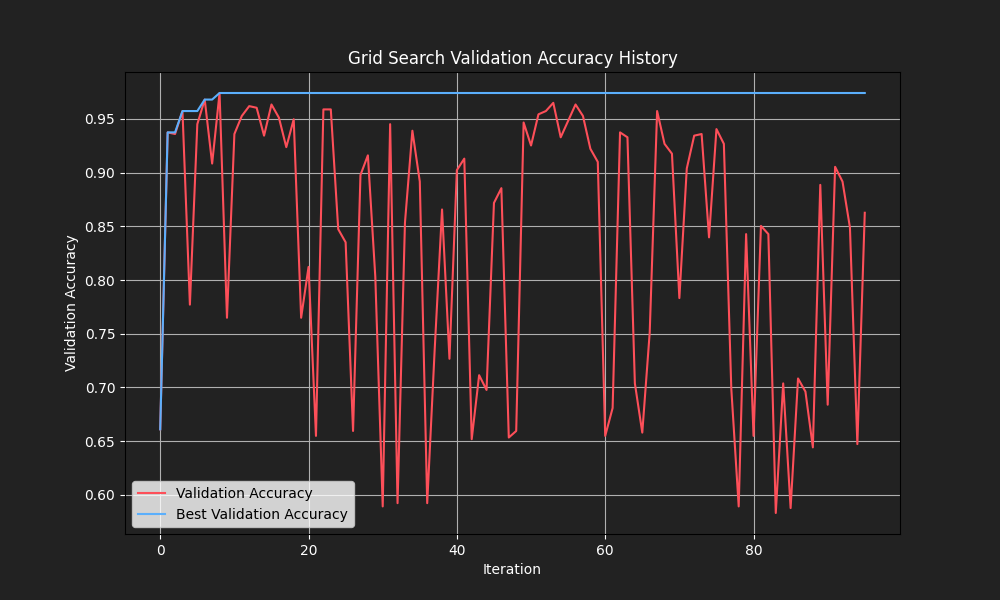 Grid Search Validation Accuracy History
Validation Accuracy
0.95
0.90
0.85
0.80
0.75
0.70
0.65
0.60
Validation Accuracy
Best Validation Accuracy
0 20 40 60 80
Iteration